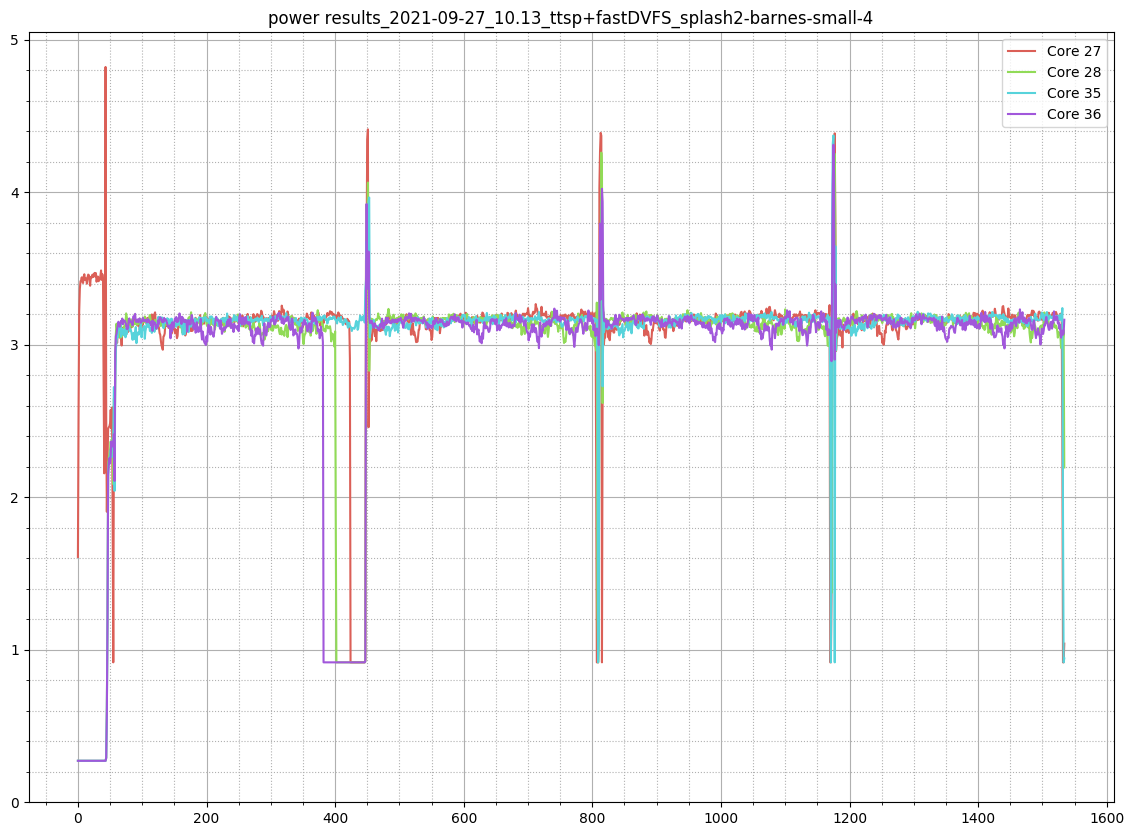 power results_2021-09-27_10.13_ttsp+fastDVFS_splash2-barnes-small-4
Core 27
Core 28
Core 35
Core 36
5
4
3
2
1
0
0 200 400 600 800 1000 1200 1400 1600